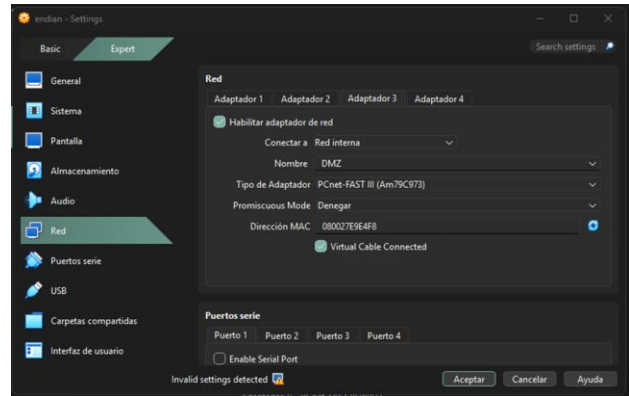 endian - Settings
Basic Expert Search settings
General
Sistema
Pantalla
Almacenamiento
Audio
Red
Puertos serie
USB
Carpetas compartidas
Interfaz de usuario
Red
Adaptador 1 Adaptador 2 Adaptador 3 Adaptador 4
Habilitar adaptador de red
Conectar a Red interna
Nombre DMZ
Tipo de Adaptador PCnet-FAST III (Am79C973)
Promiscuous Mode Denegar
Dirección MAC 080027E9E4F8
Virtual Cable Connected
Puertos serie
Puerto 1 Puerto 2 Puerto 3 Puerto 4
Enable Serial Port
Invalid settings detected Aceptar Cancelar Ayuda